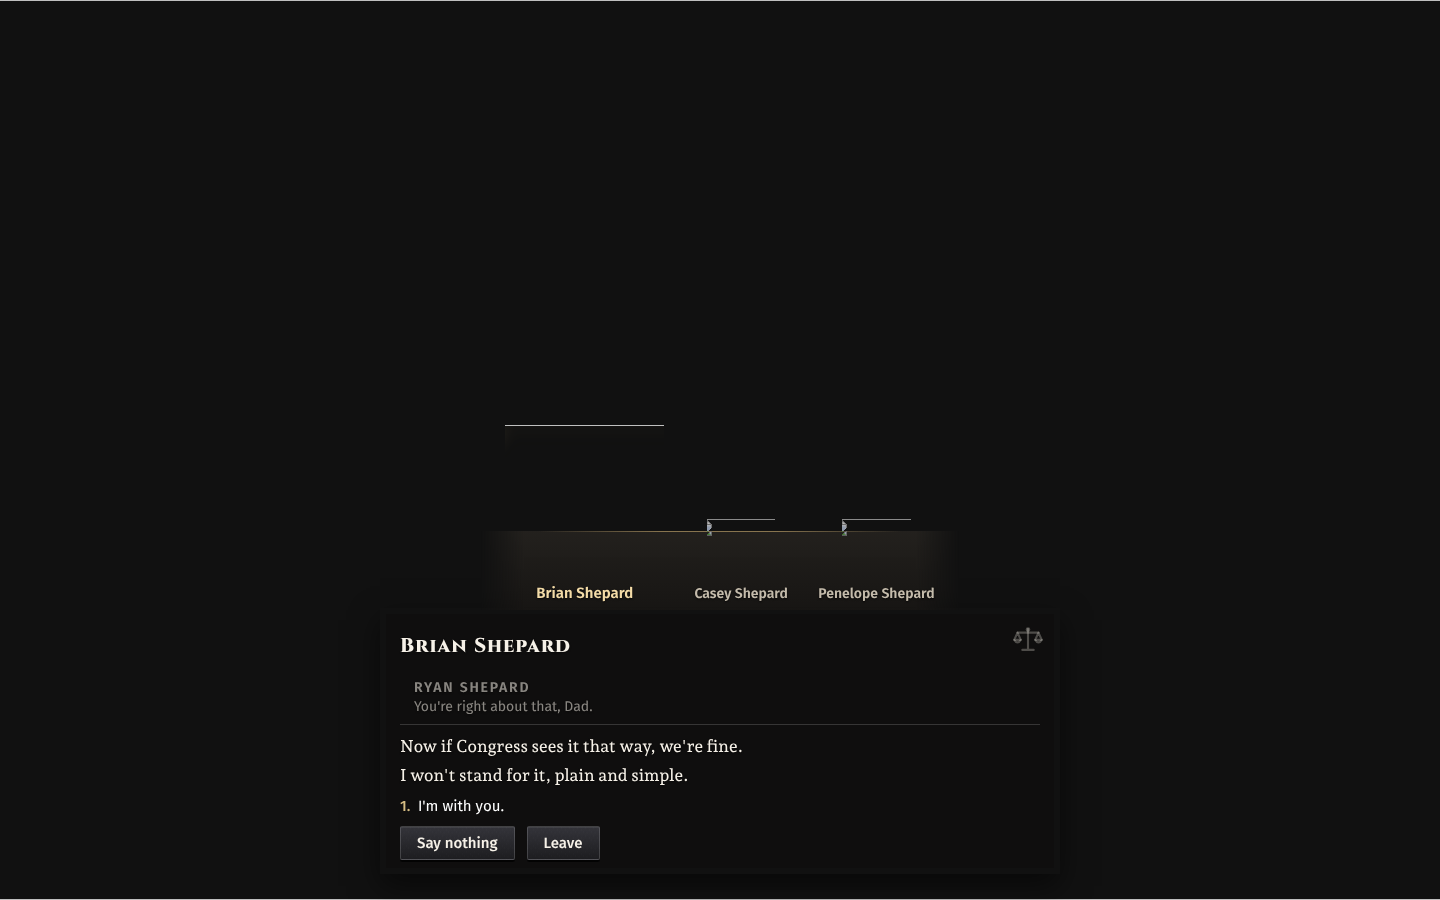 Brian Shepard
Casey Shepard
Penelope Shepard
Brian Shepard
RYAN SHEPARD
You're right about that, Dad.
Now if Congress sees it that way, we're fine.
I won't stand for it, plain and simple.
1. I'm with you.
Say nothing
Leave